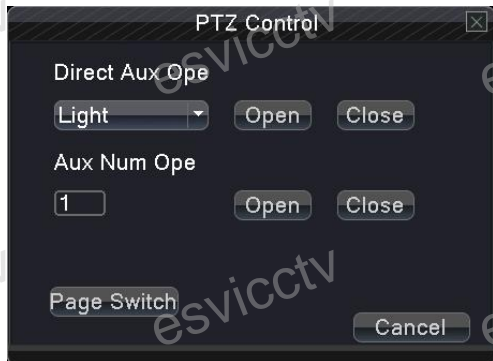 PTZ Control
Direct Aux Ope
Light Open Close
Aux Num Ope
1 Open Close
Page Switch
Cancel
esvicctv
esvicctv